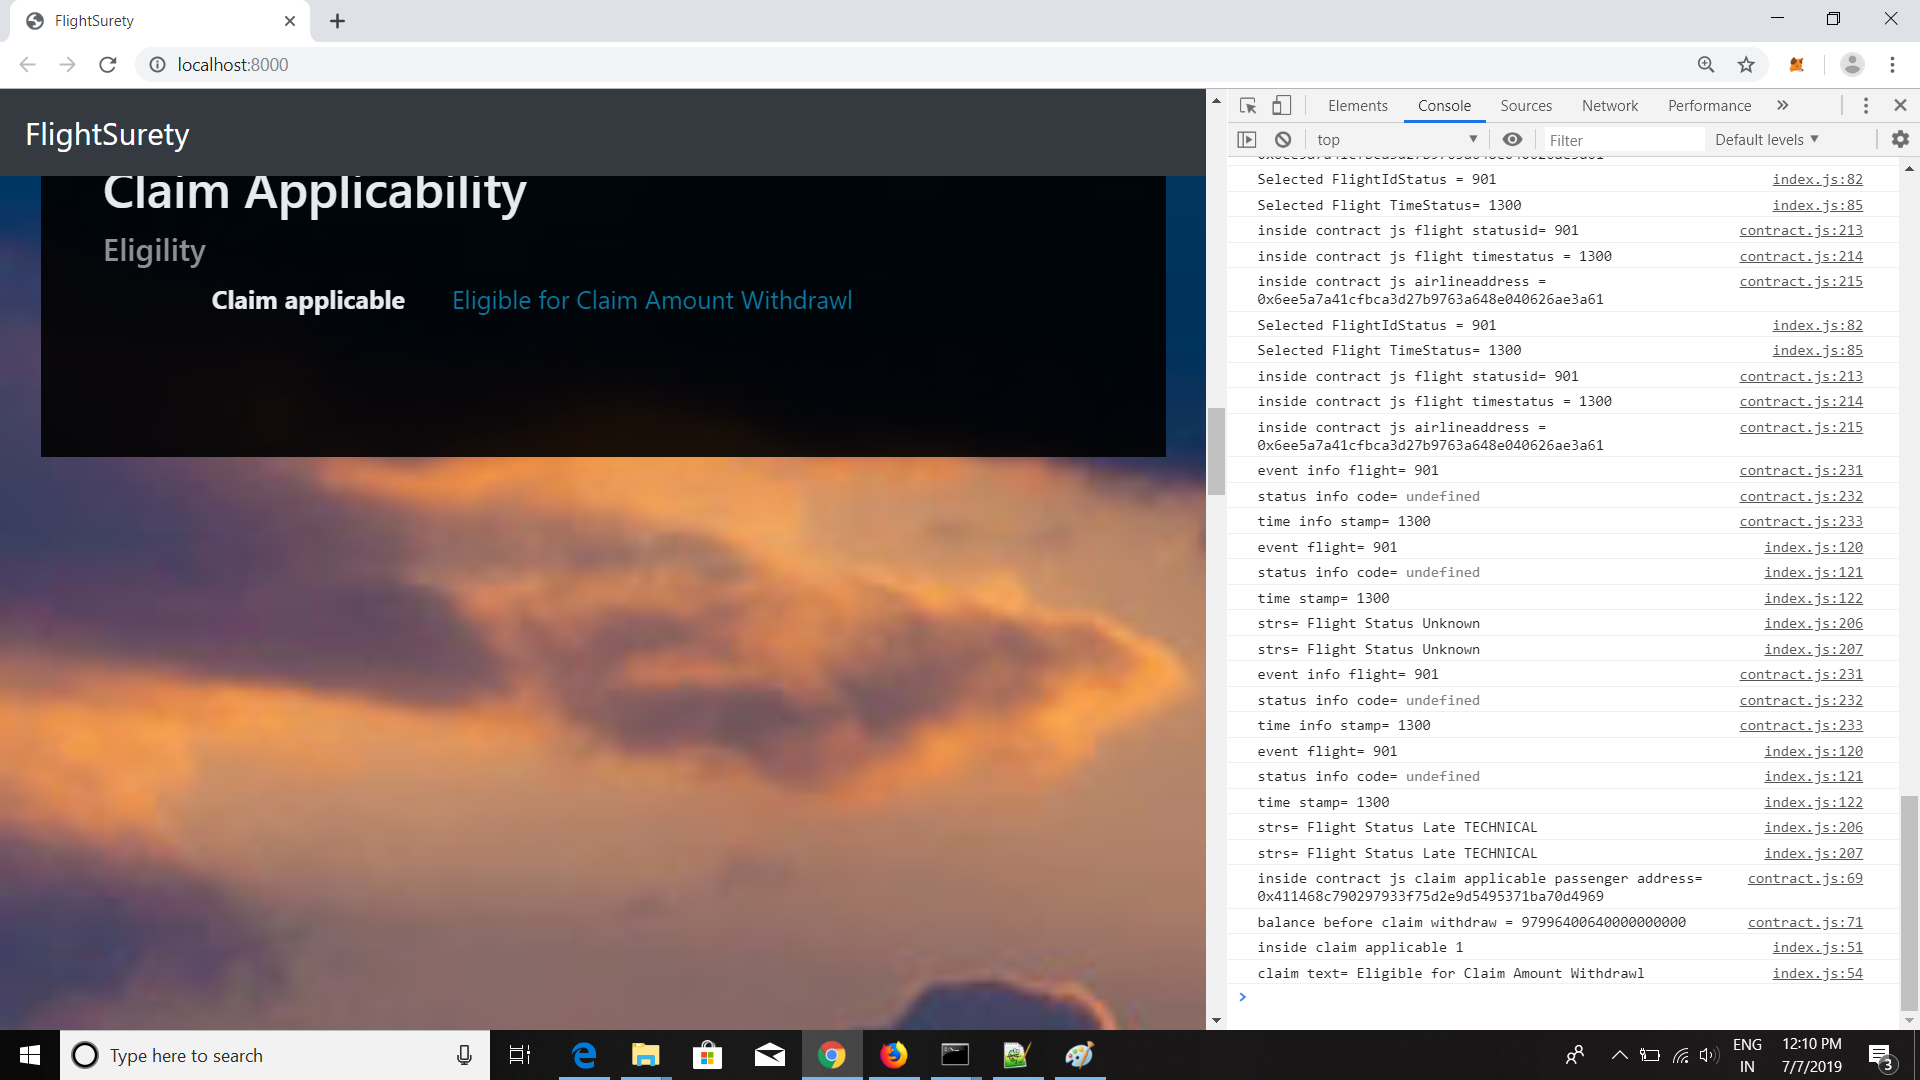 FlightSurety
localhost:8000
FlightSurety
Claim Applicability
Eligility
Claim applicable Eligible for Claim Amount Withdrawl
Elements Console Sources Network Performance
top Filter Default levels
Selected FlightIdStatus = 901 index.js:82
Selected Flight TimeStatus= 1300 index.js:85
inside contract js flight statusid= 901 contract.js:213
inside contract js flight timestatus = 1300 contract.js:214
inside contract js airlineaddress = contract.js:215
0x6ee5a7a41cfbca3d27b9763a648e040626ae3a61
Selected FlightIdStatus = 901 index.js:82
Selected Flight TimeStatus= 1300 index.js:85
inside contract js flight statusid= 901 contract.js:213
inside contract js flight timestatus = 1300 contract.js:214
inside contract js airlineaddress = contract.js:215
0x6ee5a7a41cfbca3d27b9763a648e040626ae3a61
event info flight= 901 contract.js:231
status info code= undefined contract.js:232
time info stamp= 1300 contract.js:233
event flight= 901 index.js:120
status info code= undefined index.js:121
time stamp= 1300 index.js:122
strs= Flight Status Unknown index.js:206
strs= Flight Status Unknown index.js:207
event info flight= 901 contract.js:231
status info code= undefined contract.js:232
time info stamp= 1300 contract.js:233
event flight= 901 index.js:120
status info code= undefined index.js:121
time stamp= 1300 index.js:122
strs= Flight Status Late TECHNICAL index.js:206
strs= Flight Status Late TECHNICAL index.js:207
inside contract js claim applicable passenger address= contract.js:69
0x411468c790297933f75d2e9d5495371ba70d4969
balance before claim withdraw = 97996400640000000000 contract.js:71
inside claim applicable 1 index.js:51
claim text= Eligible for Claim Amount Withdrawl index.js:54
Type here to search
ENG
IN
12:10 PM
7/7/2019
3